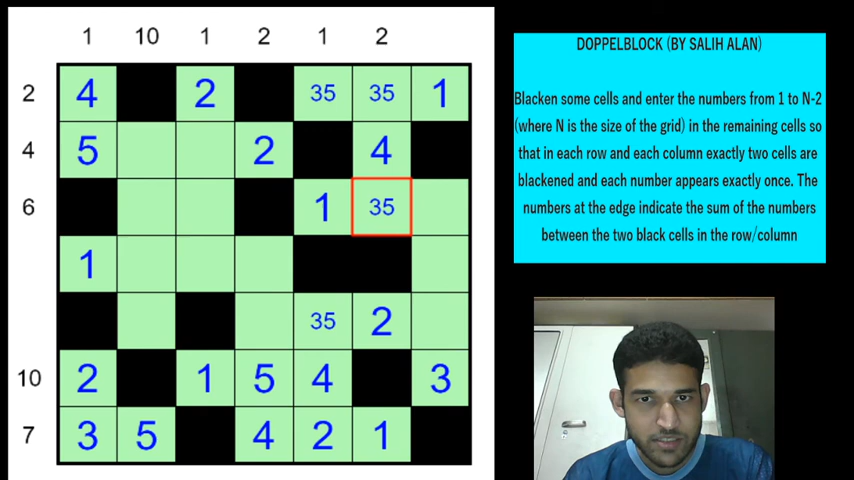 1 10 1 2 1 2
2 4 2 35 35 1
4 5 2 4
6 1 35
1
35 2
10 2 1 5 4 3
7 3 5 4 2 1
DOPPELBLOCK (BY SALIH ALAN)
Blacken some cells and enter the numbers from 1 to N-2
(where N is the size of the grid) in the remaining cells so
that in each row and each column exactly two cells are
blackened and each number appears exactly once. The
numbers at the edge indicate the sum of the numbers
between the two black cells in the row/column